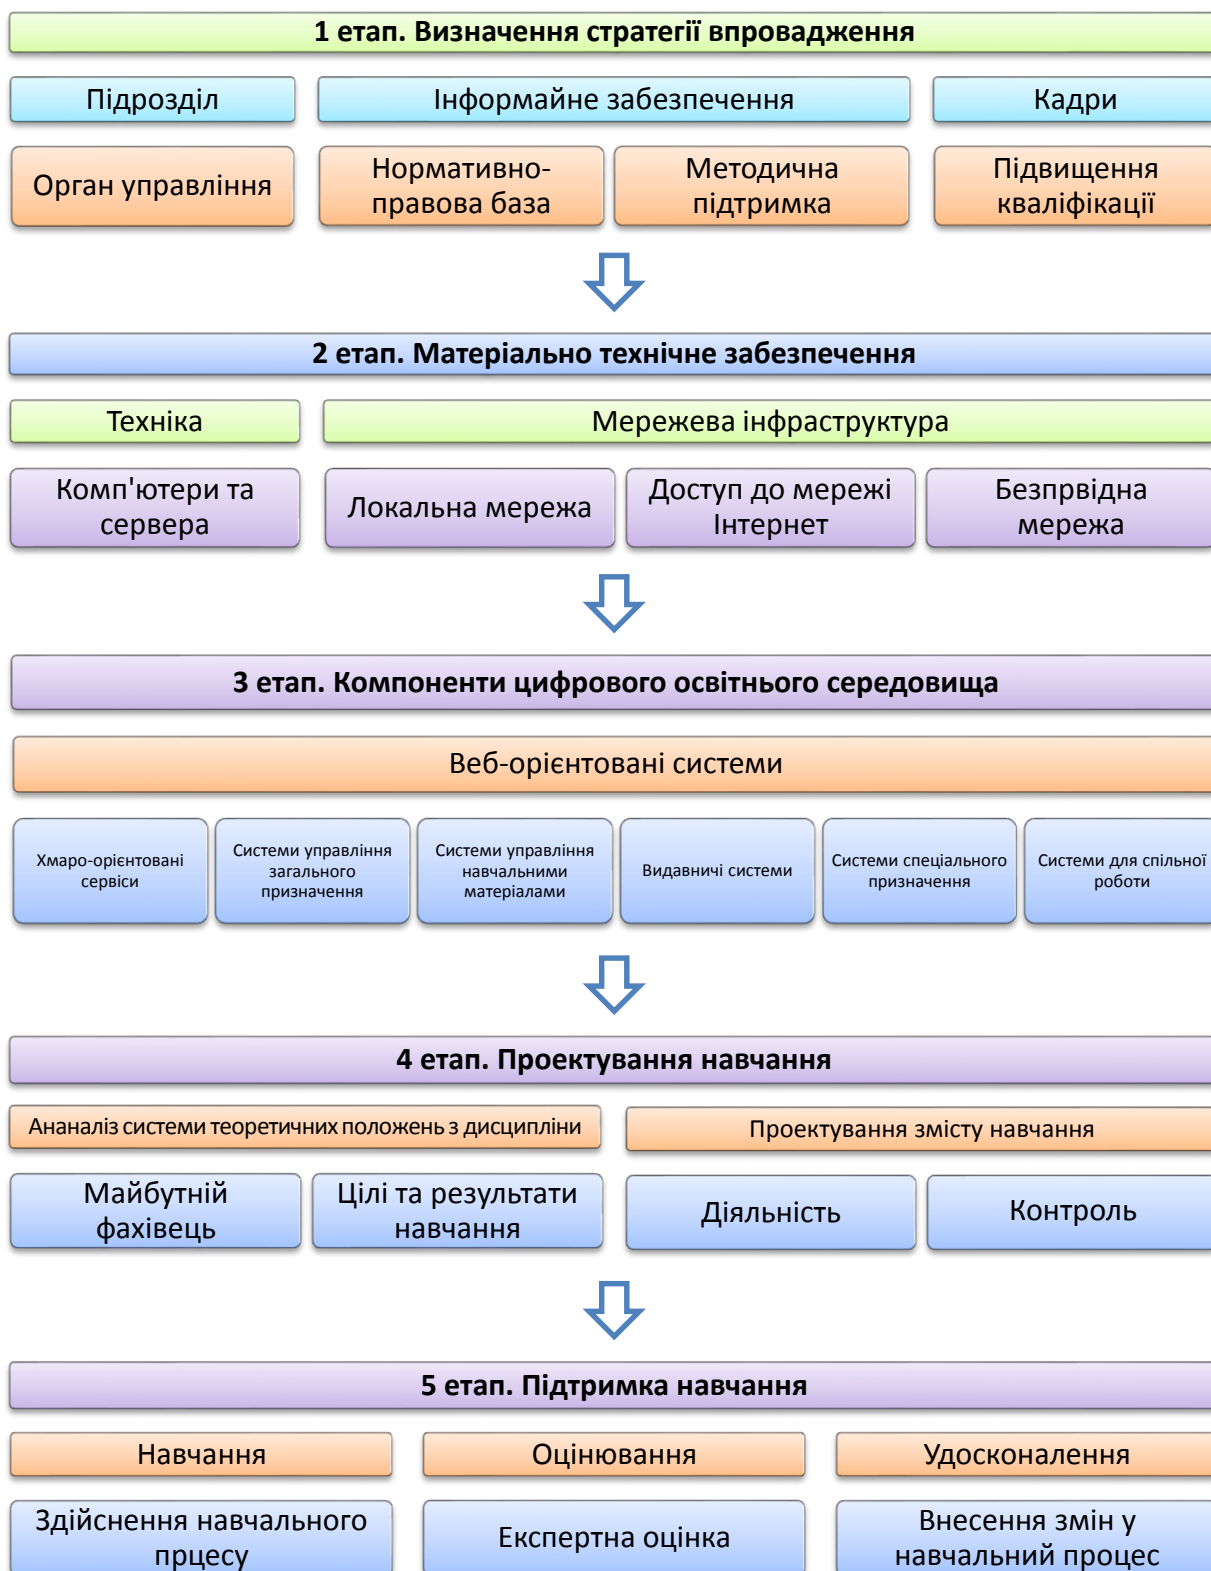 1 етап. Визначення стратегії впровадження
Підрозділ
Інформайне забезпечення
Кадри
Орган управління
Нормативно-
правова база
Методична
підтримка
Підвищення
кваліфікації
2 етап. Матеріально технічне забезпечення
Техніка
Мережева інфраструктура
Комп'ютери та
сервера
Локальна мережа
Доступ до мережі
Інтернет
Безпрвідна
мережа
3 етап. Компоненти цифрового освітнього середовища
Веб-орієнтовані системи
Хмаро-орієнтовані
сервіси
Системи управління
загального
призначення
Системи управління
навчальними
матеріалами
Видавничі системи
Системи спеціального
призначення
Системи для спільної
роботи
4 етап. Проектування навчання
Ананаліз системи теоретичних положень з дисципліни
Проектування змісту навчання
Майбутній
фахівець
Цілі та результати
навчання
Діяльність
Контроль
5 етап. Підтримка навчання
Навчання
Оцінювання
Удосконалення
Здійснення навчального
прцесу
Експертна оцінка
Внесення змін у
навчальний процес